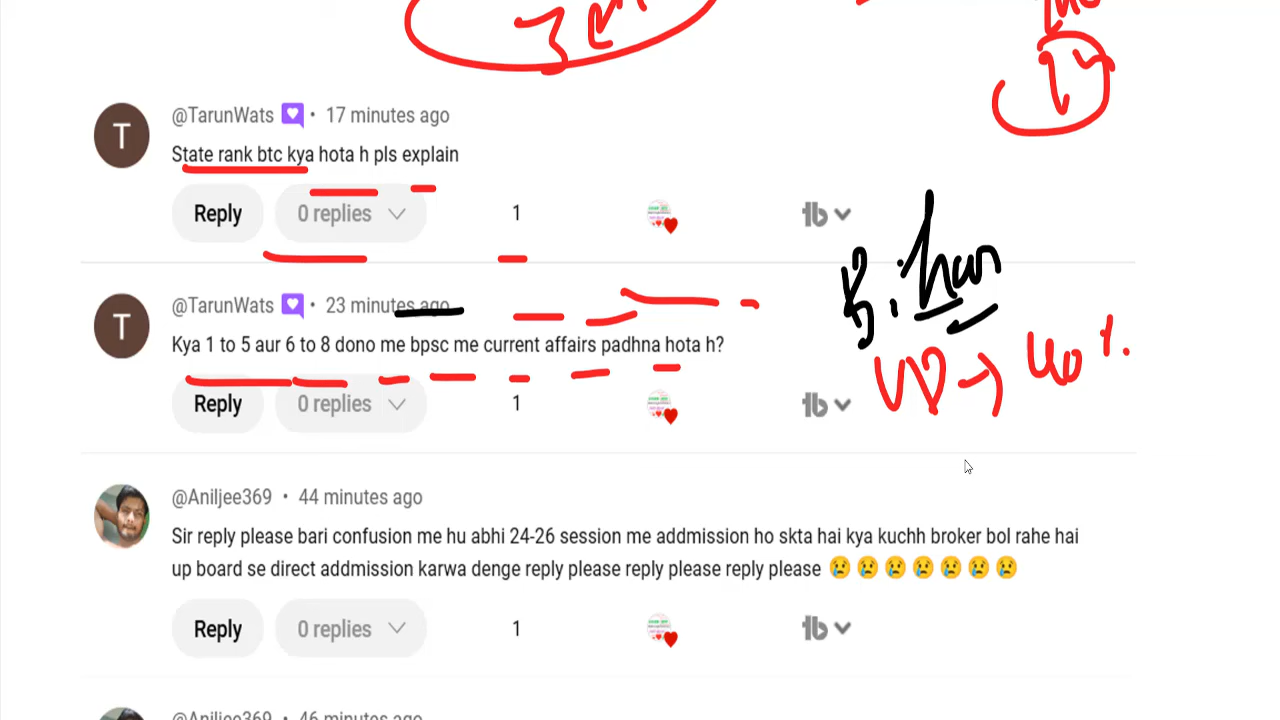 @TarunWats • 17 minutes ago
State rank btc kya hota h pls explain
Reply 0 replies 1
@TarunWats • 23 minutes ago
Kya 1 to 5 aur 6 to 8 dono me bpsc me current affairs padhna hota h?
Reply 0 replies 1
Bihar
UP → 40 %.
@Aniljee369 • 44 minutes ago
Sir reply please bari confusion me hu abhi 24-26 session me addmission ho skta hai kya kuchh broker bol rahe hai
up board se direct addmission karwa denge reply please reply please reply please 😢 😢 😢 😢 😢 😢 😢
Reply 0 replies 1
@Aniljee369 • 46 minutes ago